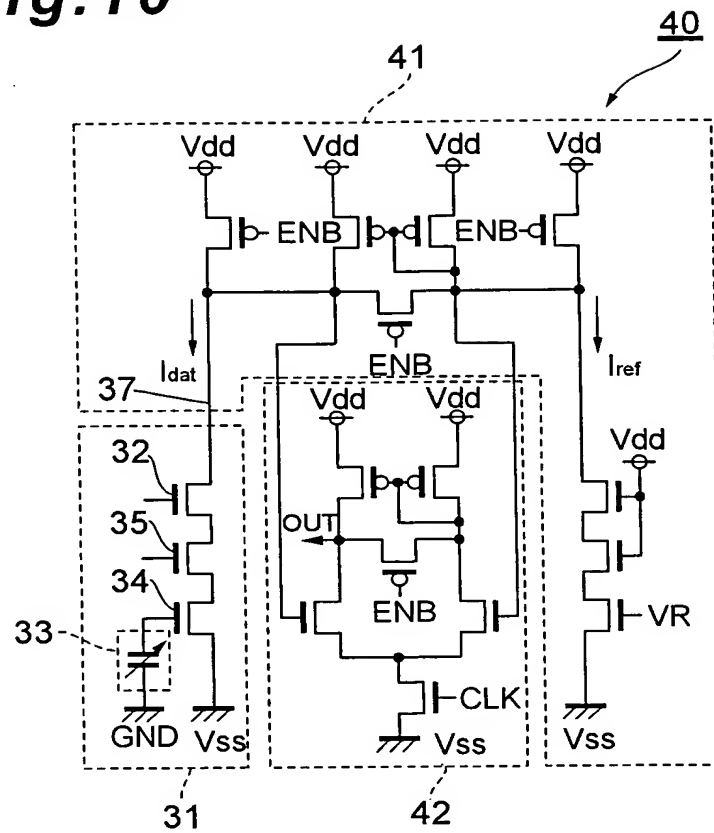 Fig. 10
40
41
Vdd Vdd Vdd Vdd
ENB ENB
ENB
Idat Iref
37
Vdd Vdd Vdd
32
35
34
33
OUT
ENB
VR
CLK
GND Vss Vss Vss
31 42